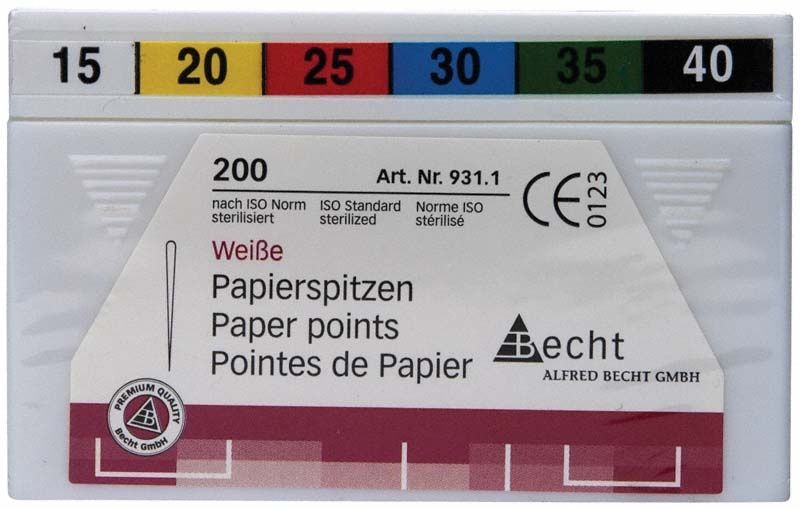 15 20 25 30 35 40
200 Art. Nr. 931.1
nach ISO Norm ISO Standard Norme ISO
sterilisiert sterilized stérilisé
CE 0123
Weiße
Papierspitzen
Paper points
Pointes de Papier
Becht
ALFRED BECHT GMBH
PREMIUM QUALITY
B
Becht GmbH